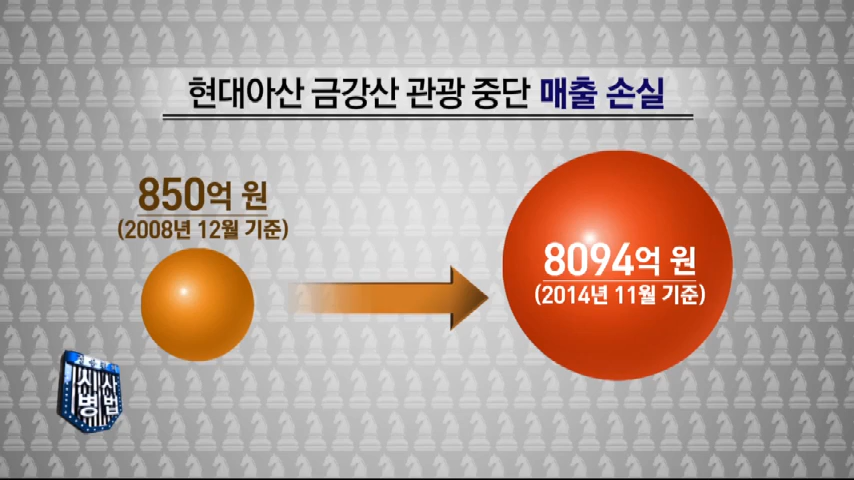 현대아산 금강산 관광 중단 매출 손실
850억 원
(2008년 12월 기준)
8094억 원
(2014년 11월 기준)
시사
병법